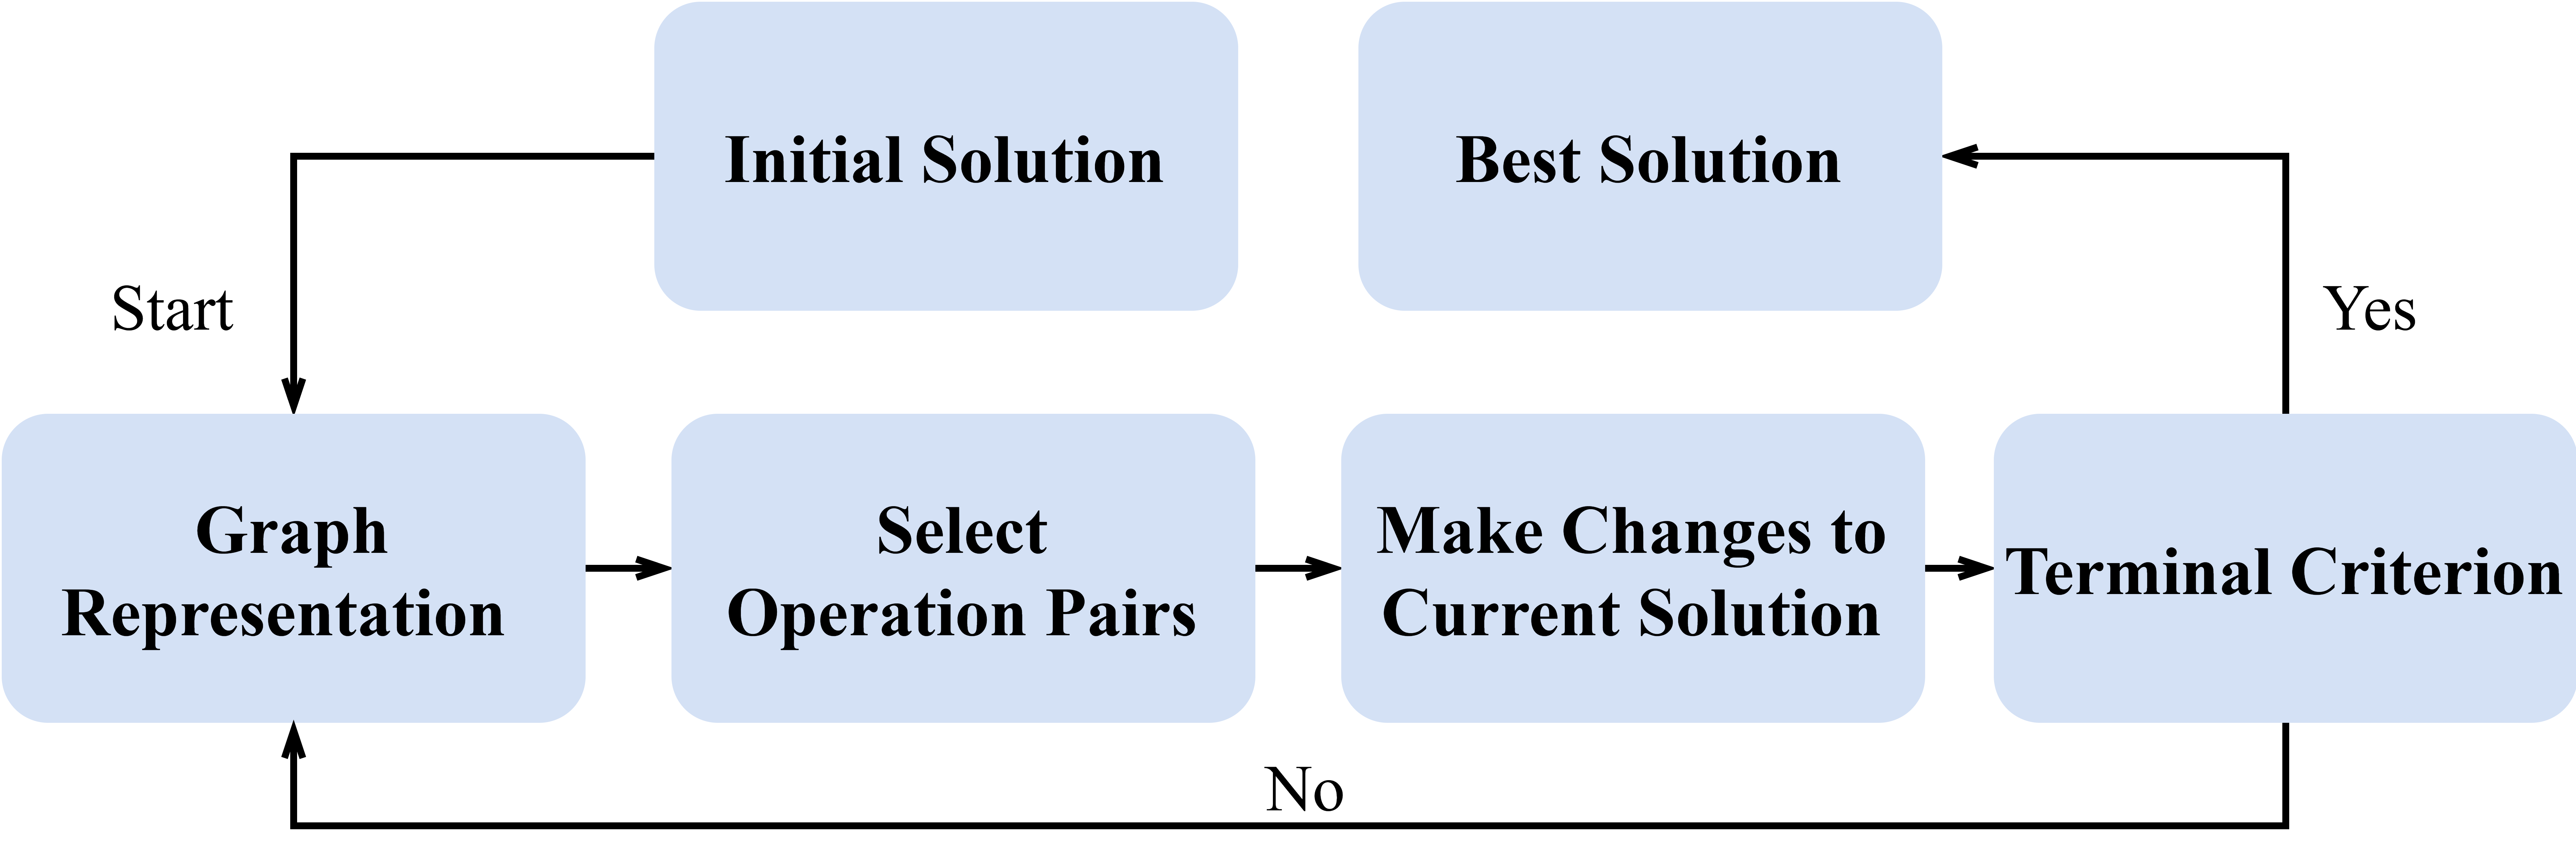 Initial Solution
Best Solution
Start
Yes
Graph
Representation
Select
Operation Pairs
Make Changes to
Current Solution
Terminal Criterion
No